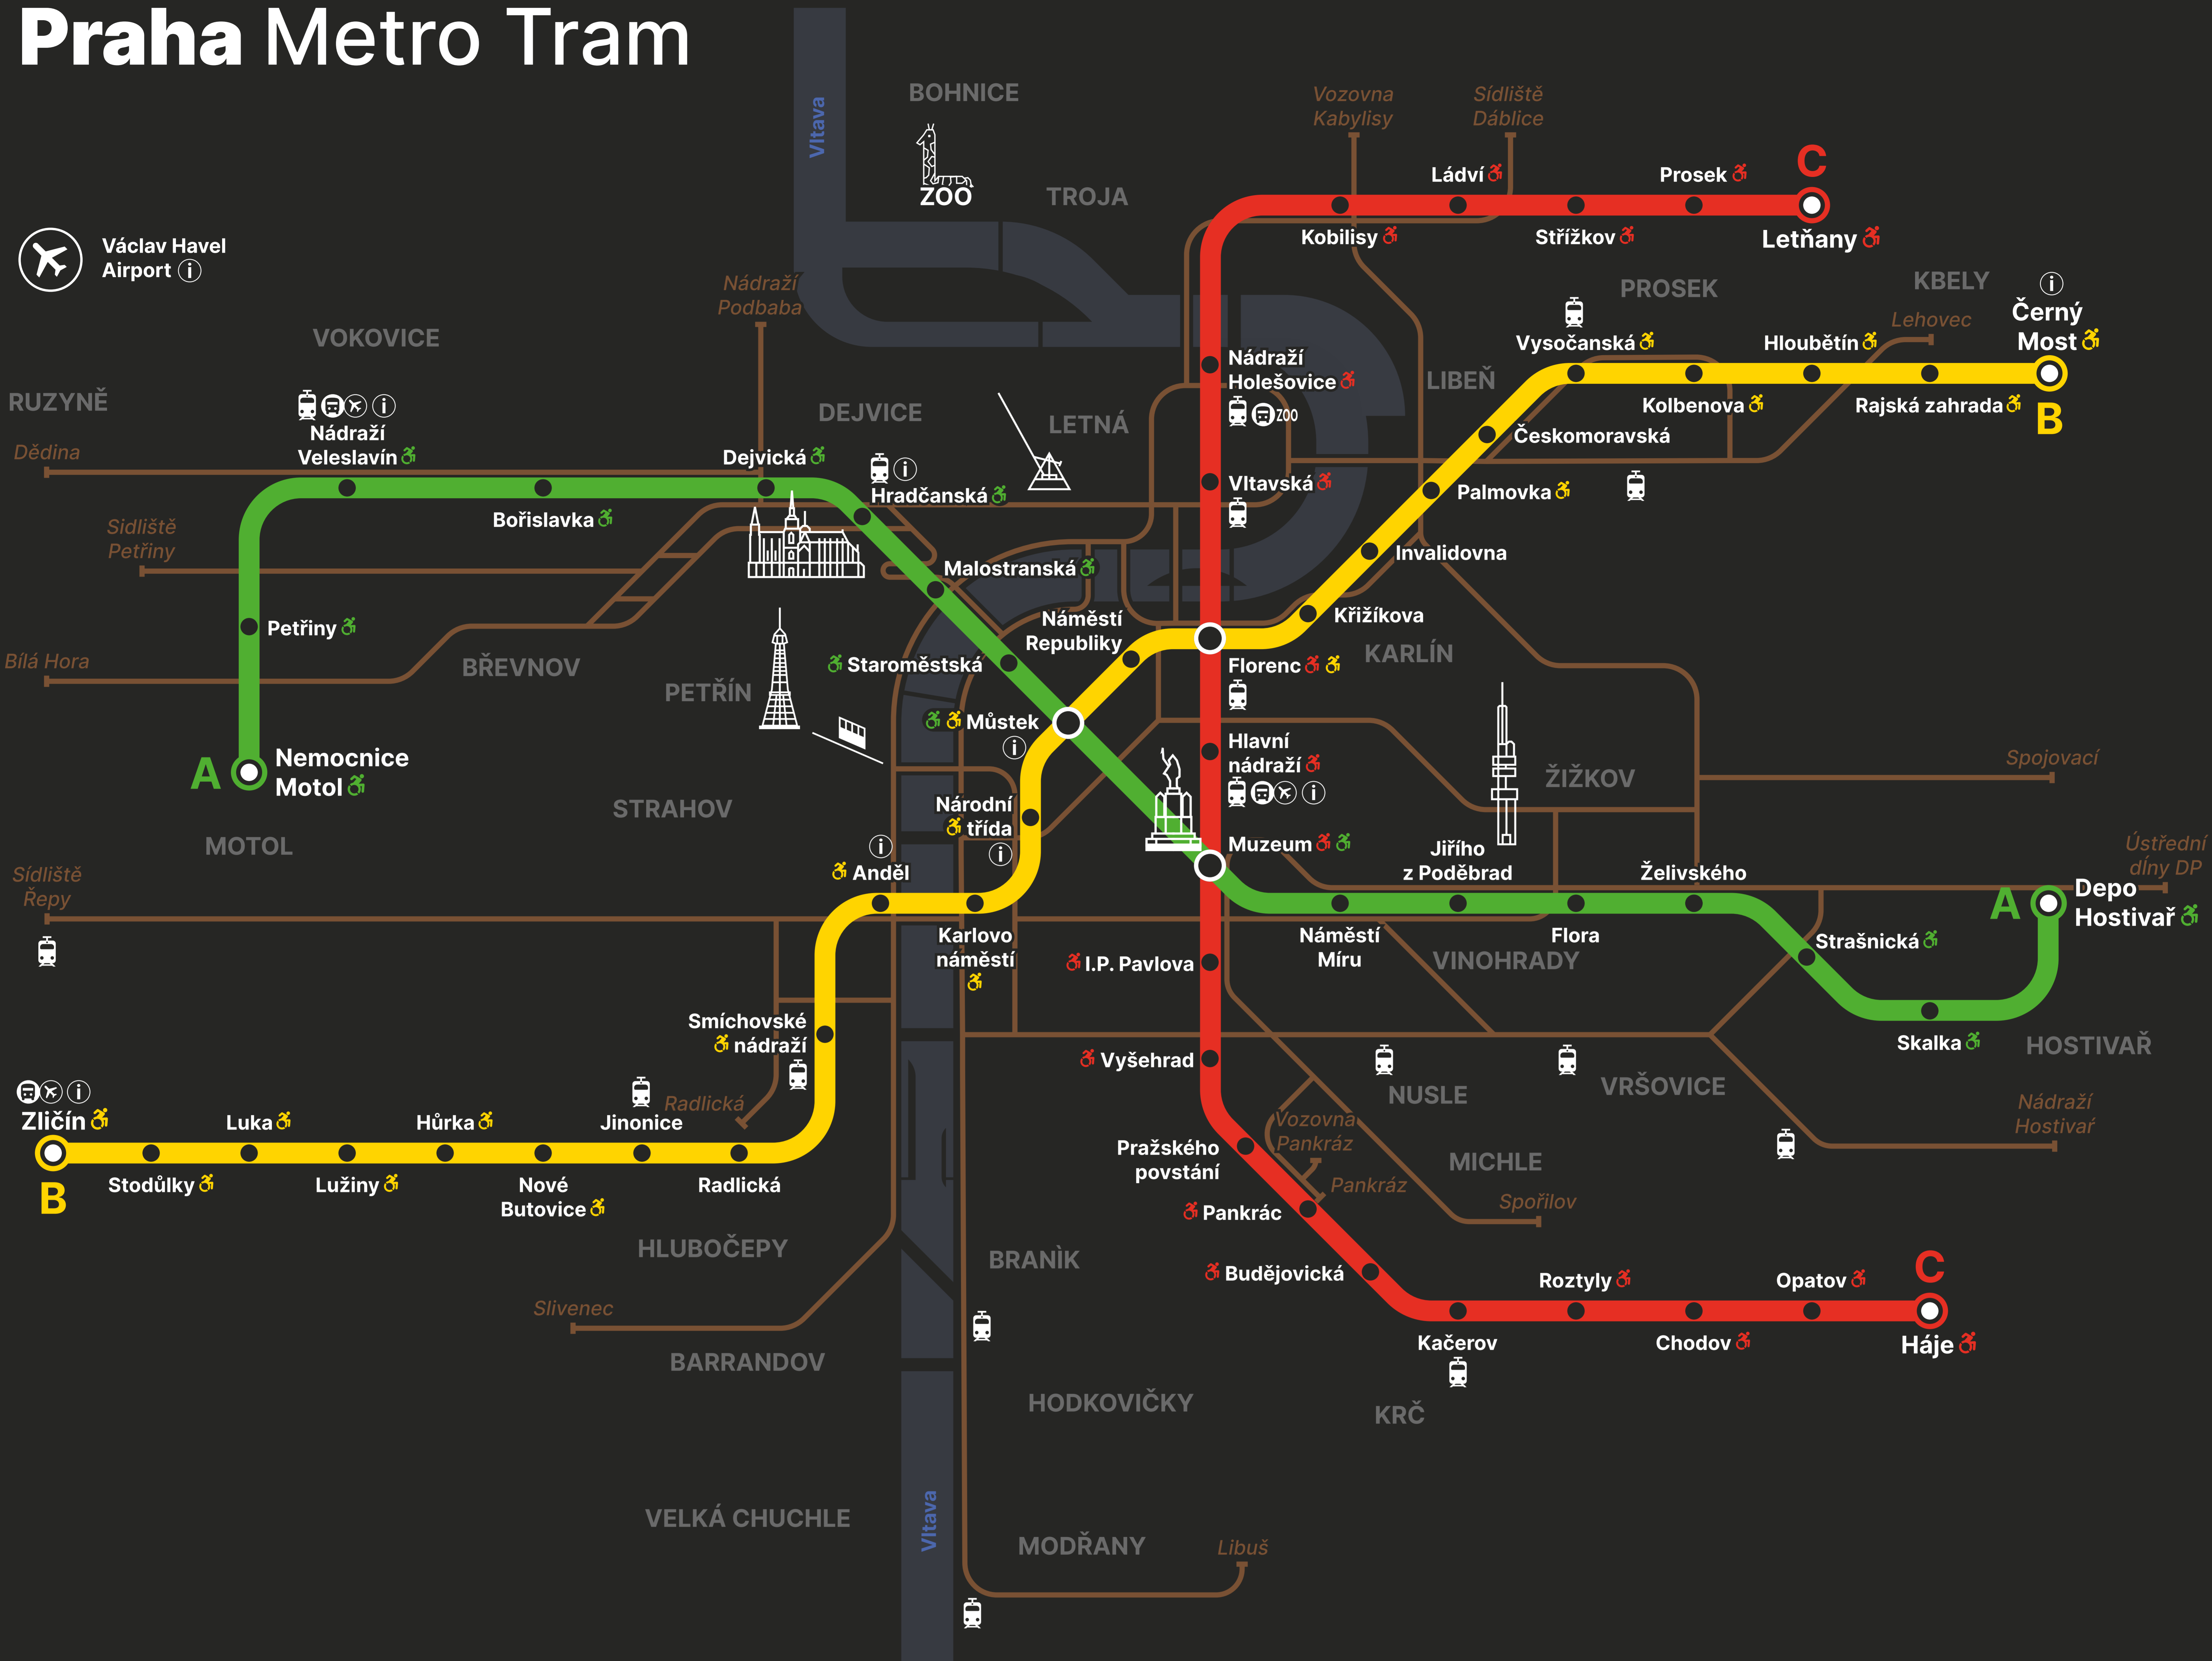 Praha Metro Tram
Vltava
BOHNICE
ZOO
TROJA
Vozovna
Kabylisy
Sídliště
Dáblice
Ládví
Prosek
C
Kobilisy
Střížkov
Letňany
Václav Havel
Airport
Nádraží
Podbaba
VOKOVICE
RUZYNĚ
PROSEK
KBELY
Lehovec
Černý
Most
B
Vysočanská
Hloubětín
Kolbenova
Rajská zahrada
Nádraží
Holešovice
ZOO
LIBEŇ
DEJVICE
LETNÁ
Nádraží
Veleslavín
Dědina
Dejvická
Hradčanská
Bořislavka
Českomoravská
Vltavská
Palmovka
Sidliště
Petřiny
Malostranská
Invalidovna
Náměstí
Republiky
Křižíkova
Petřiny
Bílá Hora
BŘEVNOV
PETŘÍN
Staroměstská
Florenc
KARLÍN
Můstek
A
Nemocnice
Motol
Hlavní
nádraží
ŽIŽKOV
Spojovací
STRAHOV
Národní
třída
MOTOL
Muzeum
Jiřího
z Poděbrad
Želivského
Ústřední
dĺny DP
Sídliště
Řepy
Anděl
A
Depo
Hostivař
Karlovo
náměstí
I.P. Pavlova
Náměstí
Míru
VINOHRADY
Flora
Strašnická
Smíchovské
nádraží
Vyšehrad
Skalka
HOSTIVAŘ
NUSLE
VRŠOVICE
Zličín
B
Luka
Hůrka
Jinonice
Radlická
Stodůlky
Lužiny
Nové
Butovice
Radlická
Vozovna
Pankráz
Nádraží
Hostivaŕ
Pražského
povstání
MICHLE
Pankráz
Spořilov
Pankrác
HLUBOČEPY
BRANÌK
Budějovická
Roztyly
Opatov
C
Slivenec
Kačerov
Chodov
Háje
BARRANDOV
HODKOVIČKY
KRČ
VELKÁ CHUCHLE
Vltava
MODŘANY
Libuš